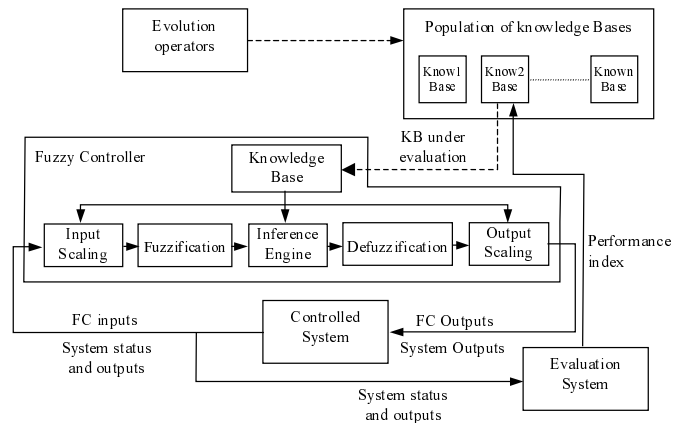 Evolution
operators
Population of knowledge Bases
Know1
Base
Know2
Base
Known
Base
KB under
evaluation
Fuzzy Controller
Knowledge
Base
Input
Scaling
Fuzzification
Inference
Engine
Defuzzification
Output
Scaling
Performance
index
FC inputs
System status
and outputs
Controlled
System
FC Outputs
System Outputs
Evaluation
System
System status
and outputs